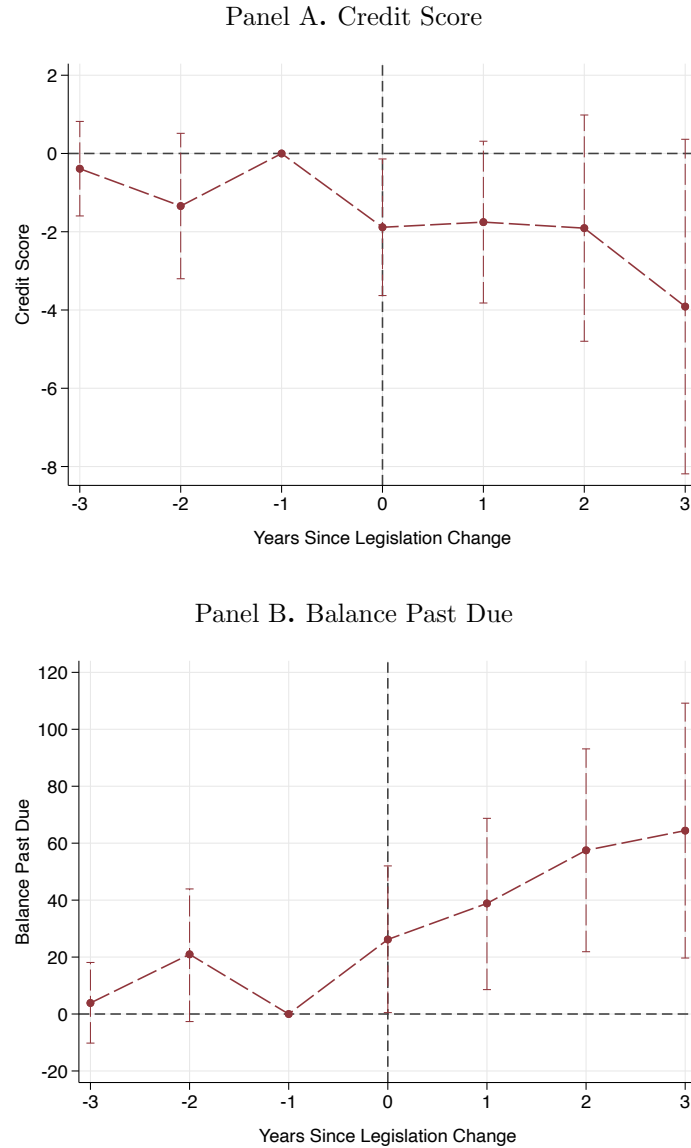 Panel A. Credit Score
2
0
-2
-4
-6
-8
Credit Score
-3 -2 -1 0 1 2 3
Years Since Legislation Change
Panel B. Balance Past Due
120
100
80
60
40
20
0
-20
Balance Past Due
-3 -2 -1 0 1 2 3
Years Since Legislation Change